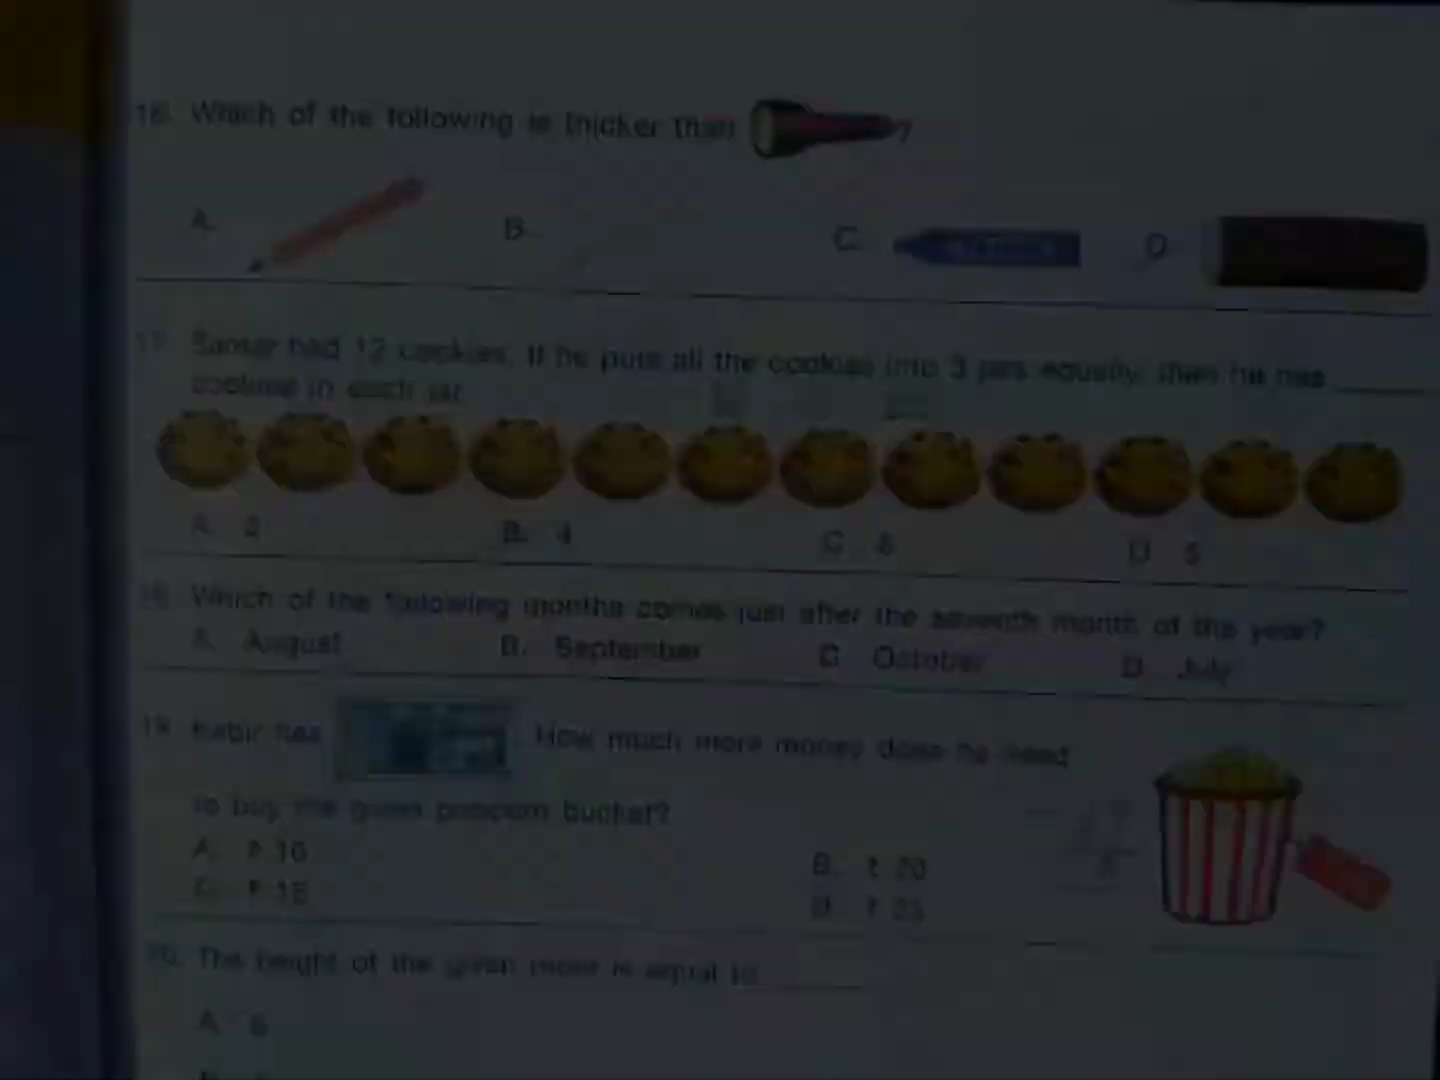 16. Which of the following is thicker than ?
A. B. C. D.
17. had 12 cookies. If he puts all the cookies into 3 jars equally, then he has
cookies in each jar.
A. B. 4 C. D. 5
18. Which of the following months comes just after the seventh month of the year?
A. August B. September C. October D. July
19. Kabir has . How much more money does he need
to buy the given popcorn bucket?
A. ₹ 10 B. ₹ 20
C. ₹ 15 D. ₹ 25
20. The height of the given is equal to
A. 6